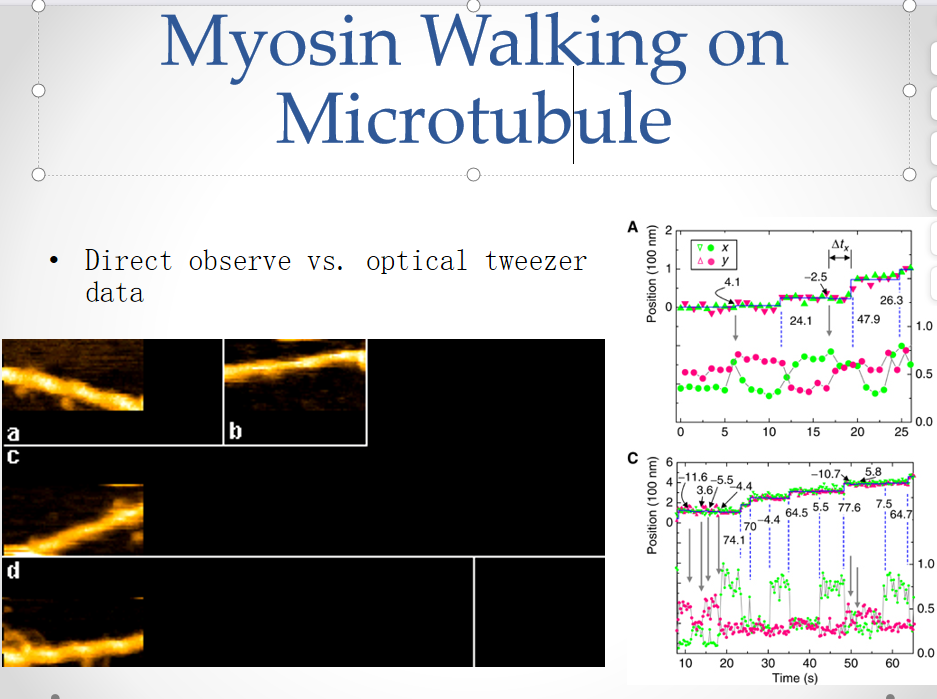 Myosin Walking on
Microtubule
• Direct observe vs. optical tweezer
data
a
b
c
d
A
Position (100 nm)
2
1
0
x
y
Δtx
4.1
−2.5
24.1
47.9
26.3
1.0
0.5
0.0
0 5 10 15 20 25
C
Position (100 nm)
6
4
2
0
−11.6
3.6
−5.5
−4.4
−10.7
5.8
74.1
70
−4.4
64.5
5.5
77.6
7.5
64.7
1.0
0.5
0.0
10 20 30 40 50 60
Time (s)